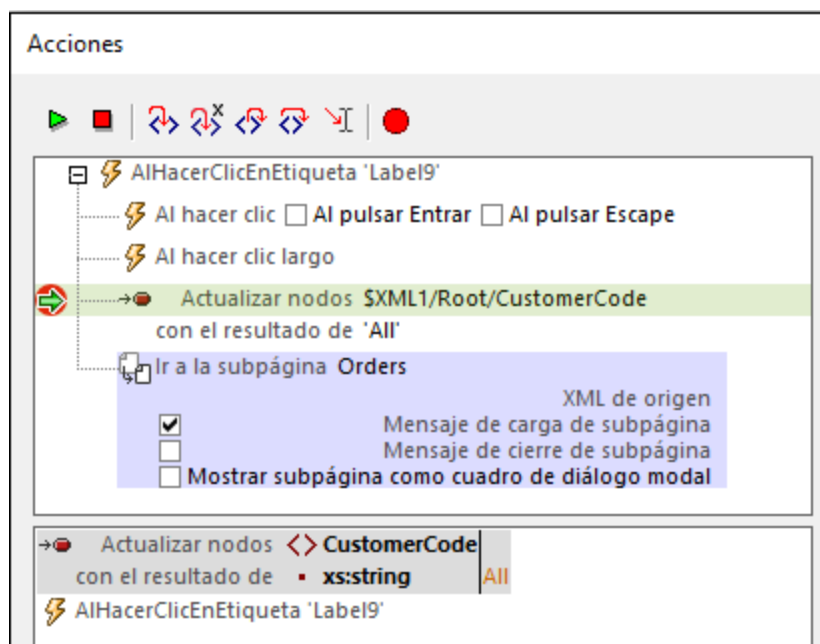 Acciones
AlHacerClicEnEtiqueta 'Label9'
Al hacer clic Al pulsar Entrar Al pulsar Escape
Al hacer clic largo
Actualizar nodos $XML1/Root/CustomerCode
con el resultado de 'All'
Ir a la subpágina Orders
XML de origen
Mensaje de carga de subpágina
Mensaje de cierre de subpágina
Mostrar subpágina como cuadro de diálogo modal
Actualizar nodos <> CustomerCode
con el resultado de xs:string All
AlHacerClicEnEtiqueta 'Label9'